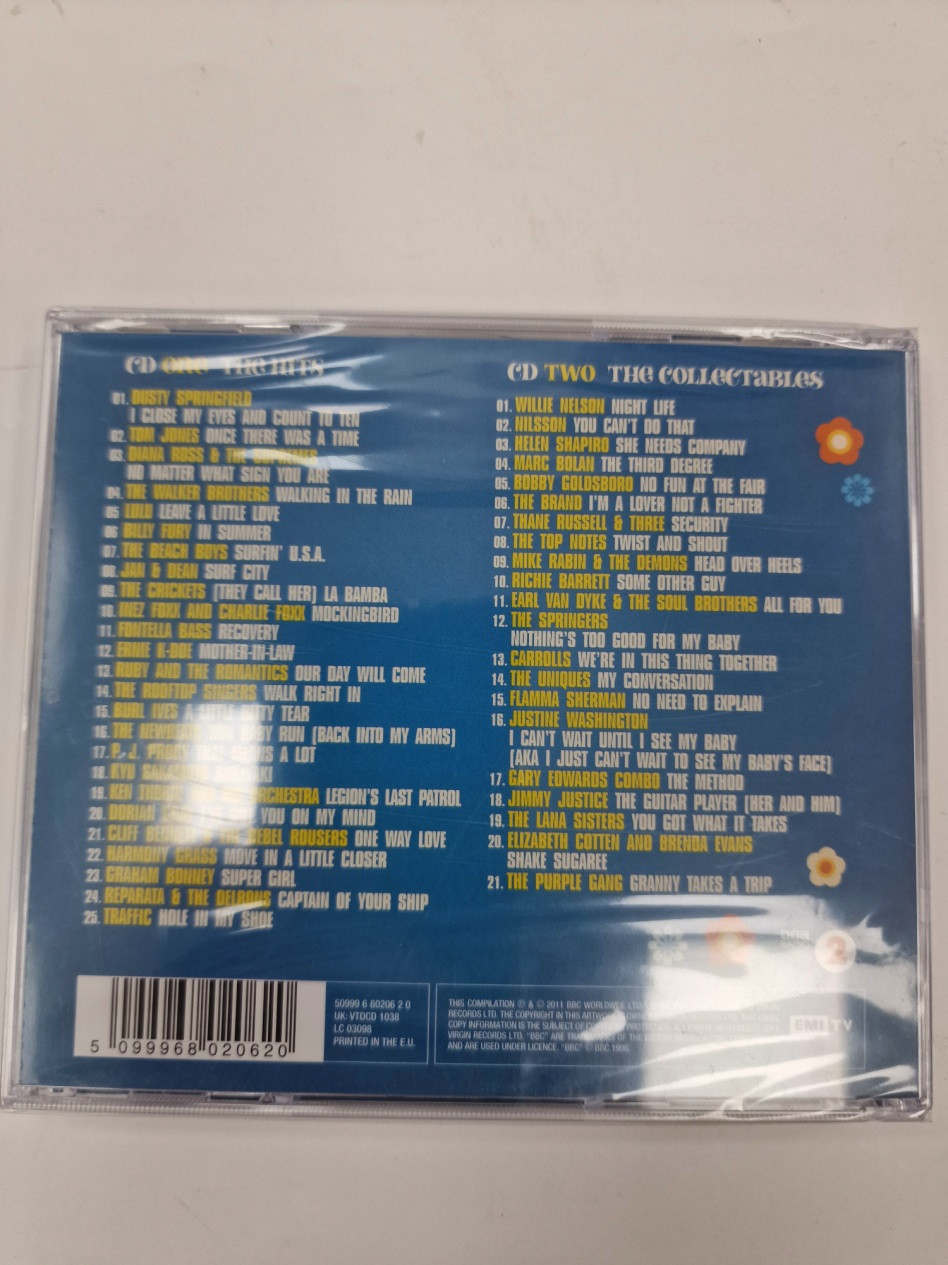 CD ONE THE HITS
01. DUSTY SPRINGFIELD
I CLOSE MY EYES AND COUNT TO TEN
02. TOM JONES ONCE THERE WAS A TIME
03. DIANA ROSS & THE SUPREMES
NO MATTER WHAT SIGN YOU ARE
04. THE WALKER BROTHERS WALKING IN THE RAIN
05 LULU LEAVE A LITTLE LOVE
06 BILLY FURY IN SUMMER
07. THE BEACH BOYS SURFIN' U.S.A.
08. JAN & DEAN SURF CITY
09. THE CRICKETS [THEY CALL HER] LA BAMBA
10. INEZ FOXX AND CHARLIE FOXX MOCKINGBIRD
11. FONTELLA BASS RECOVERY
12. ERNIE K-DOE MOTHER-IN-LAW
13. RUBY AND THE ROMANTICS OUR DAY WILL COME
14. THE ROOFTOP SINGERS WALK RIGHT IN
15. BURL IVES A LITTLE BITTY TEAR
16. THE NEWBEATS RUN [BACK INTO MY ARMS]
17. P.J. PROBY A LOT
18. KYU
19. KEN ORCHESTRA LEGION'S LAST PATROL
20. DORIAN YOU ON MY MIND
21. CLIFF BENNETT & THE REBEL ROUSERS ONE WAY LOVE
22. HARMONY GRASS MOVE IN A LITTLE CLOSER
23. GRAHAM BONNEY SUPER GIRL
24. REPARATA & THE DELRONS CAPTAIN OF YOUR SHIP
25. TRAFFIC HOLE IN MY SHOE
CD TWO THE COLLECTABLES
01. WILLIE NELSON NIGHT LIFE
02. NILSSON YOU CAN'T DO THAT
03. HELEN SHAPIRO SHE NEEDS COMPANY
04. MARC BOLAN THE THIRD DEGREE
05. BOBBY GOLDSBORO NO FUN AT THE FAIR
06. THE BRAND I'M A LOVER NOT A FIGHTER
07. THANE RUSSELL & THREE SECURITY
08. THE TOP NOTES TWIST AND SHOUT
09. MIKE RABIN & THE DEMONS HEAD OVER HEELS
10. RICHIE BARRETT SOME OTHER GUY
11. EARL VAN DYKE & THE SOUL BROTHERS ALL FOR YOU
12. THE SPRINGERS
NOTHING'S TOO GOOD FOR MY BABY
13. CARROLLS WE'RE IN THIS THING TOGETHER
14. THE UNIQUES MY CONVERSATION
15. FLAMMA SHERMAN NO NEED TO EXPLAIN
16. JUSTINE WASHINGTON
I CAN'T WAIT UNTIL I SEE MY BABY
[AKA I JUST CAN'T WAIT TO SEE MY BABY'S FACE]
17. GARY EDWARDS COMBO THE METHOD
18. JIMMY JUSTICE THE GUITAR PLAYER [HER AND HIM]
19. THE LANA SISTERS YOU GOT WHAT IT TAKES
20. ELIZABETH COTTEN AND BRENDA EVANS
SHAKE SUGAREE
21. THE PURPLE GANG GRANNY TAKES A TRIP
2
5 099968 020620
50999 6 80206 2 0
UK: VTDCD 1038
LC 03098
PRINTED IN THE E.U.
THIS COMPILATION ℗ & © 2011 BBC WORLDWIDE LTD
RECORDS LTD. THE COPYRIGHT IN THIS ARTWORK
COPY INFORMATION IS THE SUBJECT OF
VIRGIN RECORDS LTD. "BBC" ARE TRADEMARKS OF THE
AND ARE USED UNDER LICENCE. "BBC" © BBC 1996
EMI TV